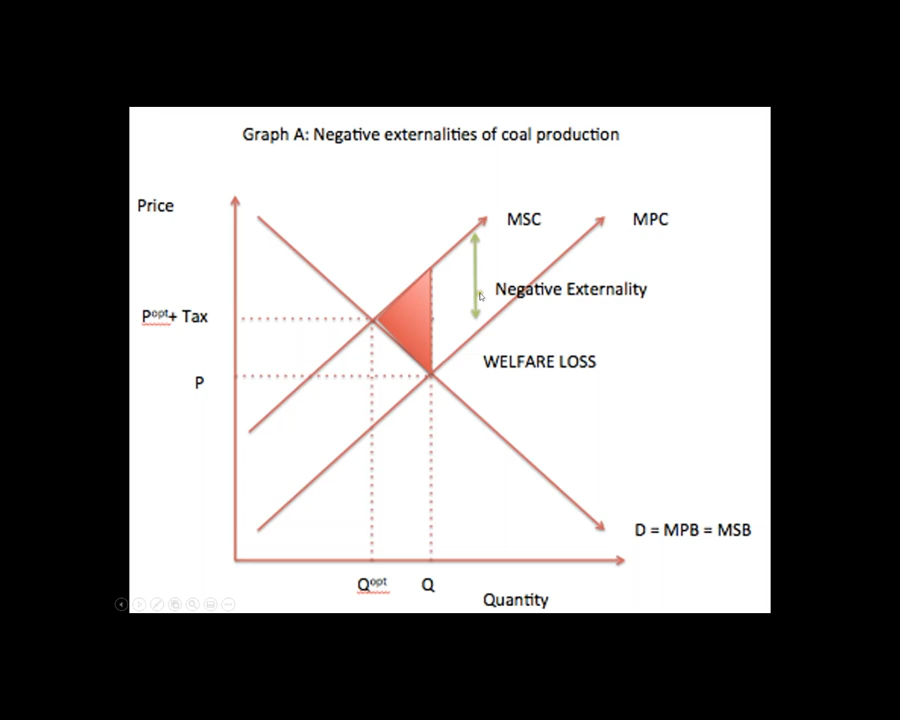 Graph A: Negative externalities of coal production
Price
MSC
MPC
Negative Externality
Pᵒᵖᵗ+ Tax
WELFARE LOSS
P
D = MPB = MSB
Qᵒᵖᵗ
Q
Quantity